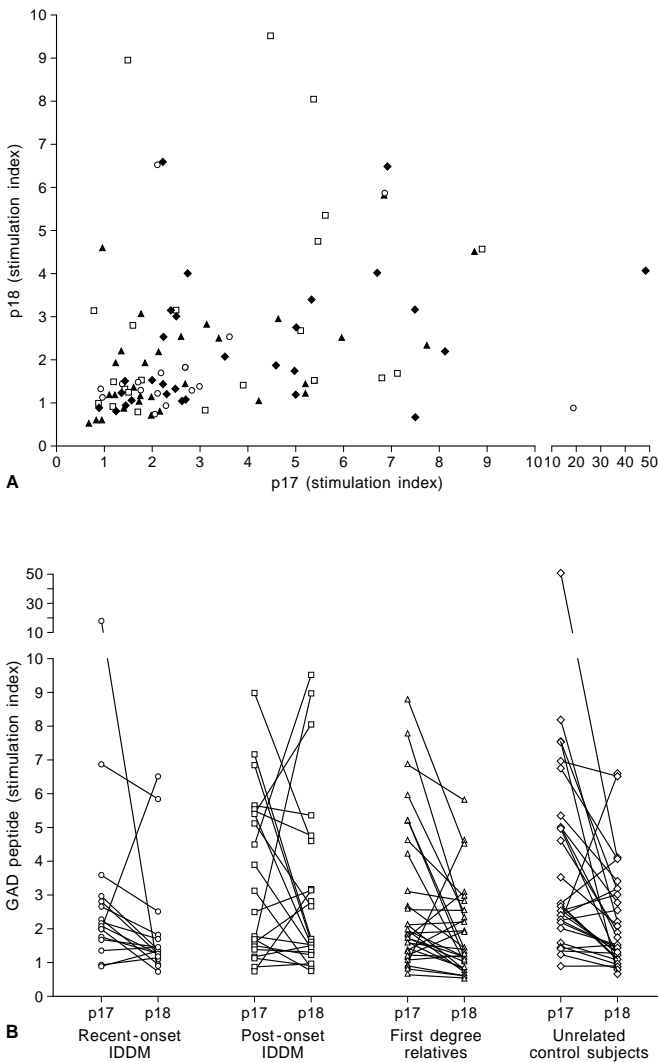 10
9
8
7
6
5
4
3
2
1
0
p18 (stimulation index)
0 1 2 3 4 5 6 7 8 9 10 10 20 30 40 50
p17 (stimulation index)
A
50
30
10
10
9
8
7
6
5
4
3
2
1
0
GAD peptide (stimulation index)
p17 p18 p17 p18 p17 p18 p17 p18
Recent-onset IDDM
Post-onset IDDM
First degree relatives
Unrelated control subjects
B